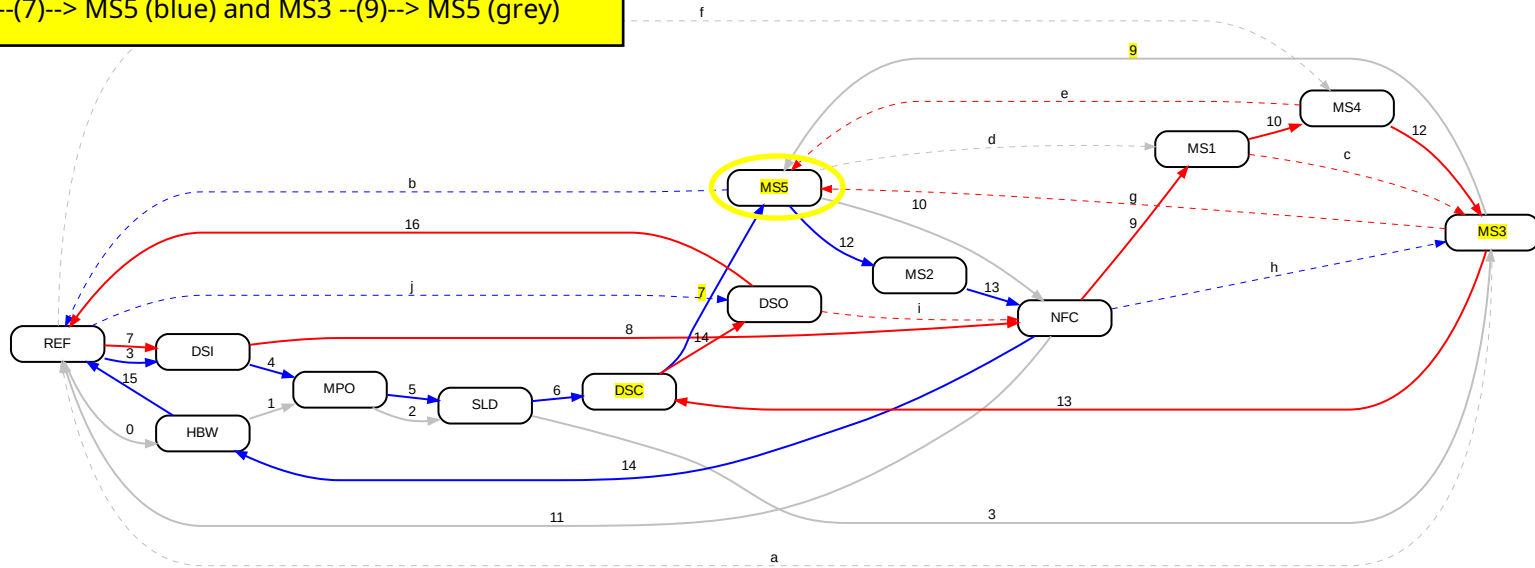 --(7)--> MS5 (blue) and MS3 --(9)--> MS5 (grey)
f
9
e
MS4
10
12
d
MS1
c
b
MS5
g
10
9
16
MS3
12
h
MS2
13
j
7
DSO
i
NFC
REF
7
3
DSI
8
14
4
15
MPO
5
6
DSC
1
2
SLD
13
0
HBW
14
11
3
a